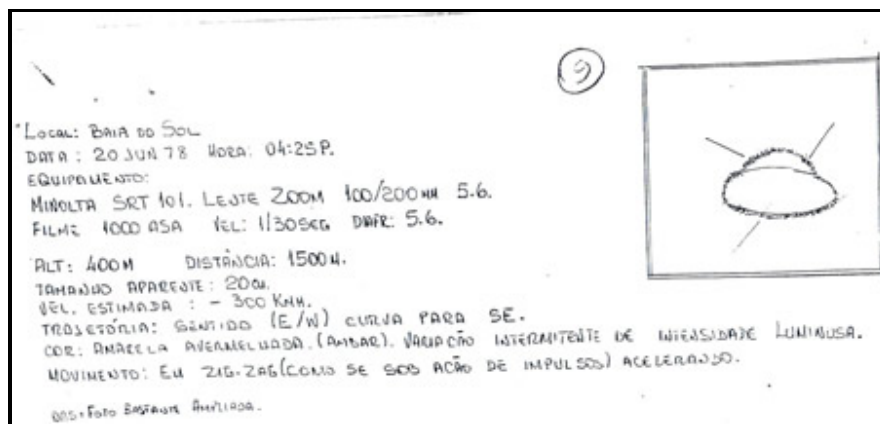 9
LOCAL: BAIA DO SOL
DATA: 20 JUN 78 HORA: 04:25P.
EQUIPAMENTO:
MINOLTA SRT 101. LENTE ZOOM 100/200MM 5.6.
FILME 1000 ASA VEL: 1/30SEG DIAFR: 5.6.
ALT: 400M DISTÂNCIA: 1500M.
TAMANHO APARENTE: 20
VEL. ESTIMADA : - 300 KMH.
TRAJETÓRIA: SENTIDO (E/W) CURVA PARA SE.
COR: AMARELA AVERMELHADA. (AMBAR). VARIAÇÃO INTERMITENTE DE INTENSIDADE LUMINOSA.
MOVIMENTO: EM ZIG-ZAG (COMO SE SOB AÇÃO DE IMPULSOS) ACELERANDO.
OBS: FOTO BASTANTE AMPLIADA.